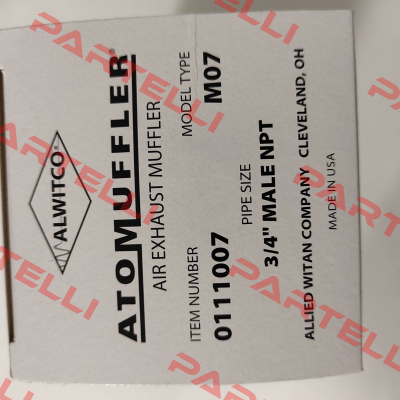 ALWITCO®
ATOMUFFLER®
AIR EXHAUST MUFFLER
ITEM NUMBER MODEL TYPE
0111007 M07
PIPE SIZE
3/4" MALE NPT
ALLIED WITAN COMPANY CLEVELAND, OH
MADE IN USA
PARTELLI
PARTELLI
PARTELLI
PARTELLI
PARTELLI